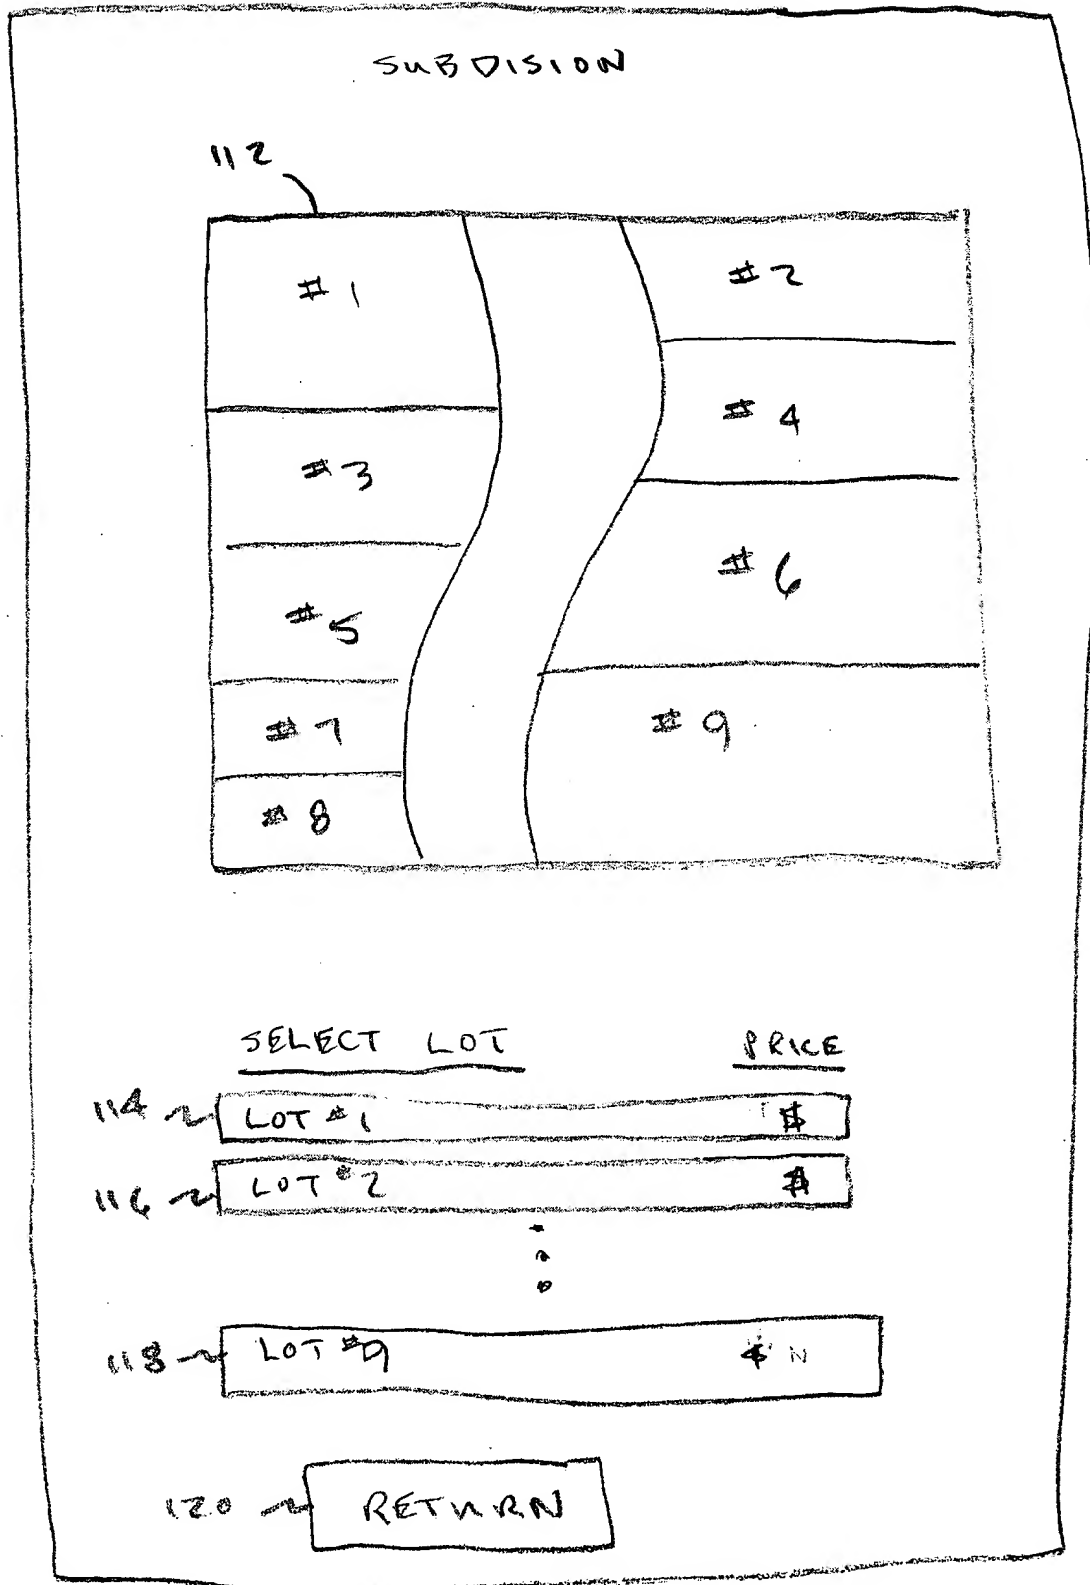 SUBDISION
112
#1
#2
#4
#3
#6
#5
#7
#9
#8
SELECT LOT PRICE
114 LOT #1 $
116 LOT #2 $
118 LOT #9 $ N
120 RETURN